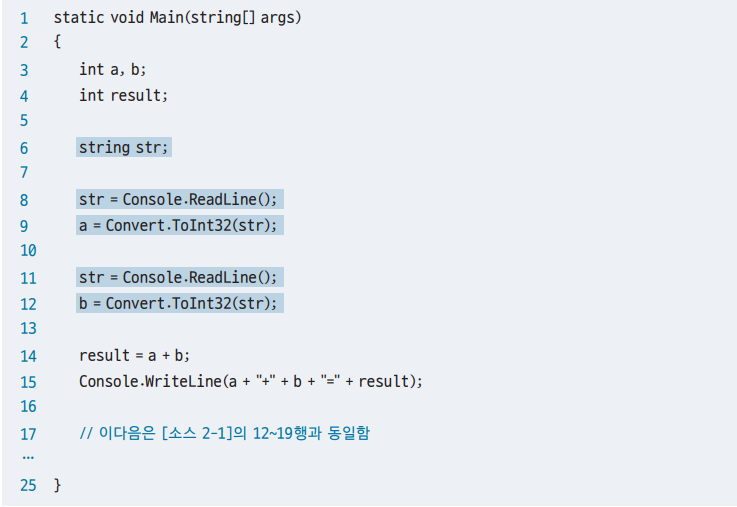 1 static void Main(string[] args)
2 {
3 int a, b;
4 int result;
5
6 string str;
7
8 str = Console.ReadLine();
9 a = Convert.ToInt32(str);
10
11 str = Console.ReadLine();
12 b = Convert.ToInt32(str);
13
14 result = a + b;
15 Console.WriteLine(a + "+" + b + "=" + result);
16
17 // 이다음은 [소스 2-1]의 12~19행과 동일함
…
25 }